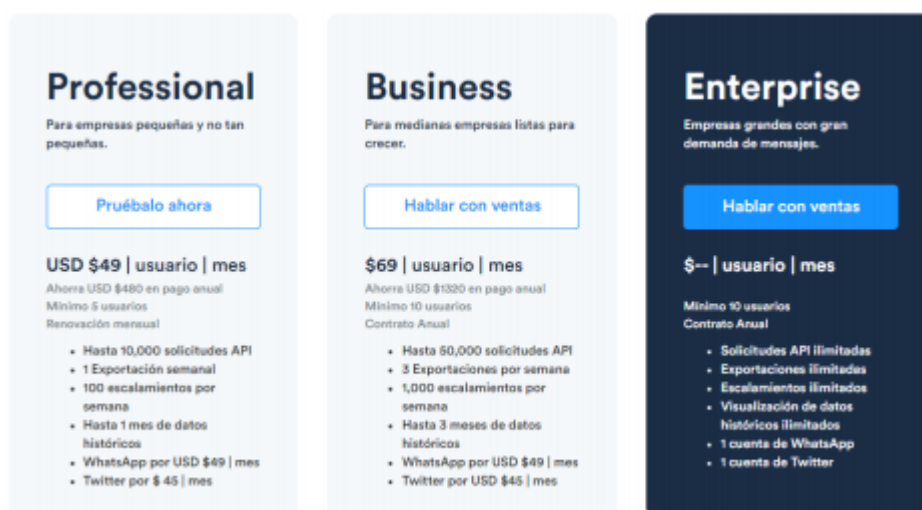 Professional
Para empresas pequeñas y no tan
pequeñas.
Pruébalo ahora
USD $49 | usuario | mes
Ahorra USD $480 en pago anual
Mínimo 5 usuarios
Renovación mensual
• Hasta 10,000 solicitudes API
• 1 Exportación semanal
• 100 escalamientos por
semana
• Hasta 1 mes de datos
históricos
• WhatsApp por USD $49 | mes
• Twitter por $ 45 | mes
Business
Para medianas empresas listas para
crecer.
Hablar con ventas
$69 | usuario | mes
Ahorra USD $1320 en pago anual
Mínimo 10 usuarios
Contrato Anual
• Hasta 50,000 solicitudes API
• 3 Exportaciones por semana
• 1,000 escalamientos por
semana
• Hasta 3 meses de datos
históricos
• WhatsApp por USD $49 | mes
• Twitter por USD $45 | mes
Enterprise
Empresas grandes con gran
demanda de mensajes.
Hablar con ventas
$-- | usuario | mes
Mínimo 10 usuarios
Contrato Anual
• Solicitudes API ilimitadas
• Exportaciones ilimitadas
• Escalamientos ilimitados
• Visualización de datos
históricos ilimitados
• 1 cuenta de WhatsApp
• 1 cuenta de Twitter